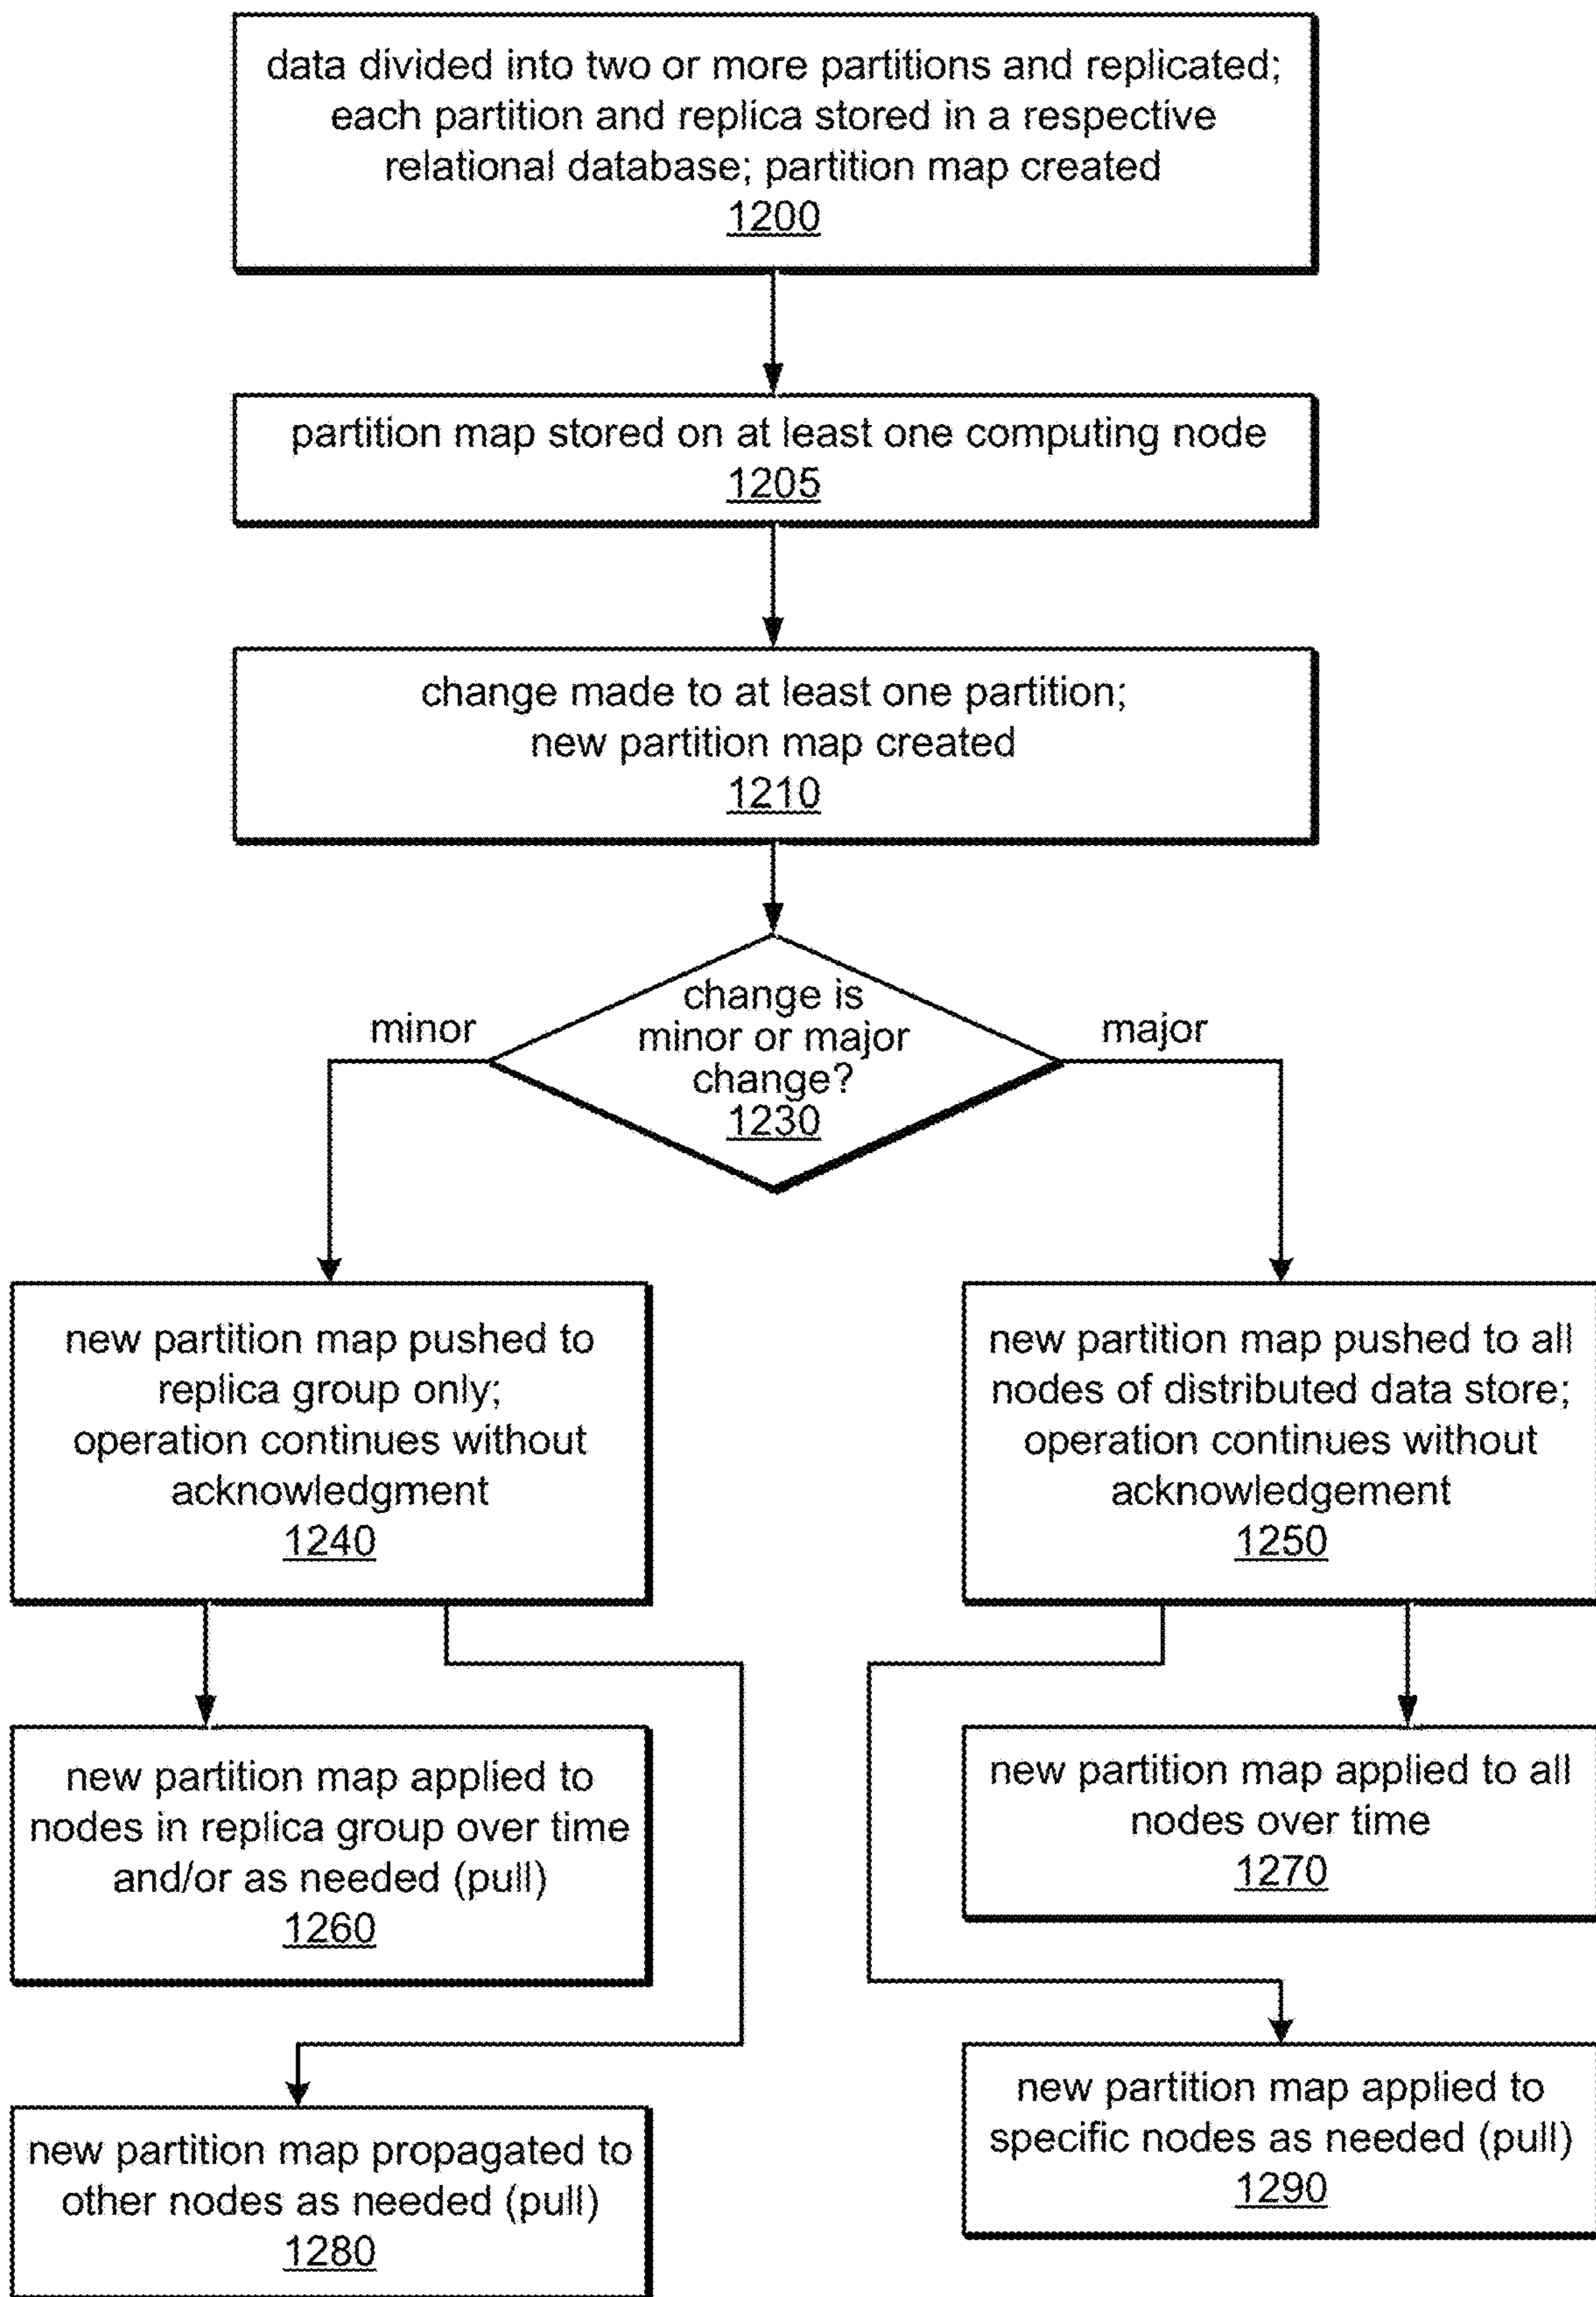 data divided into two or more partitions and replicated;
each partition and replica stored in a respective
relational database; partition map created
1200
partition map stored on at least one computing node
1205
change made to at least one partition;
new partition map created
1210
change is
minor or major
change?
1230
minor
major
new partition map pushed to
replica group only;
operation continues without
acknowledgment
1240
new partition map pushed to all
nodes of distributed data store;
operation continues without
acknowledgement
1250
new partition map applied to
nodes in replica group over time
and/or as needed (pull)
1260
new partition map applied to all
nodes over time
1270
new partition map propagated to
other nodes as needed (pull)
1280
new partition map applied to
specific nodes as needed (pull)
1290